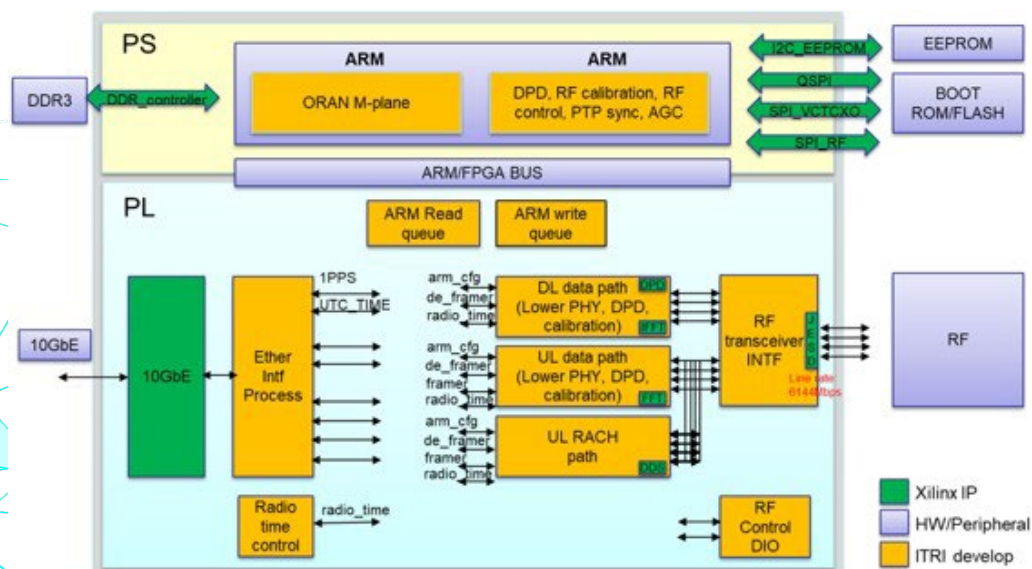 PS
ARM
ARM
ORAN M-plane
DPD, RF calibration, RF
control, PTP sync, AGC
DDR3
DDR_controller
I2C_EEPROM
QSPI
SPI_VCTCXO
SPI_RF
EEPROM
BOOT
ROM/FLASH
ARM/FPGA BUS
PL
ARM Read
queue
ARM write
queue
10GbE
10GbE
Ether
Intf
Process
1PPS
UTC_TIME
arm_cfg
de_framer
radio_time
DL data path
(Lower PHY, DPD,
calibration)
DPD
IFFT
arm_cfg
de_framer
framer
radio_time
UL data path
(Lower PHY, DPD,
calibration)
FFT
arm_cfg
de_framer
framer
radio_time
UL RACH
path
DDS
RF
transceiver
INTF
JESD
Line rate
6144Mbps
RF
Radio
time
control
radio_time
RF
Control
DIO
Xilinx IP
HW/Peripheral
ITRI develop